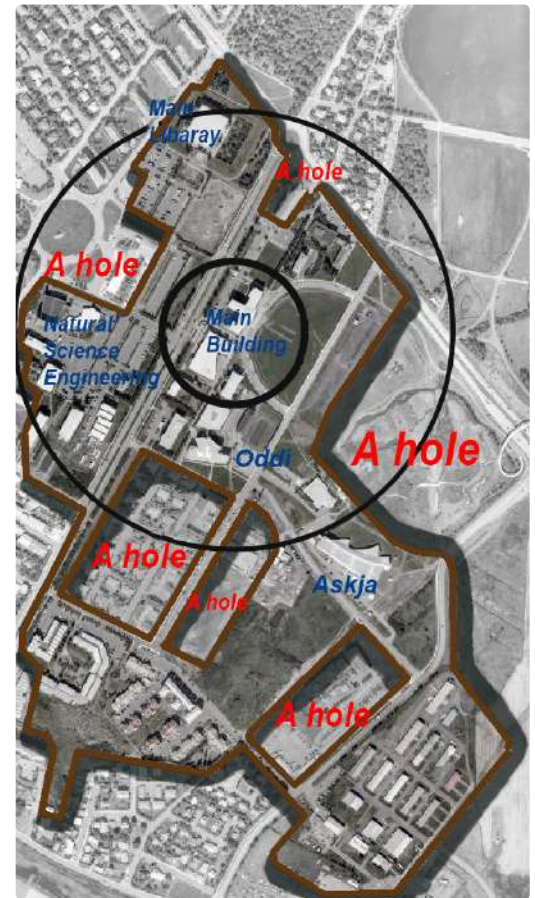 Main
Libaray
A hole
A hole
Natural
Science
Engineering
Main
Building
Oddi
A hole
A hole
A hole
Askja
A hole